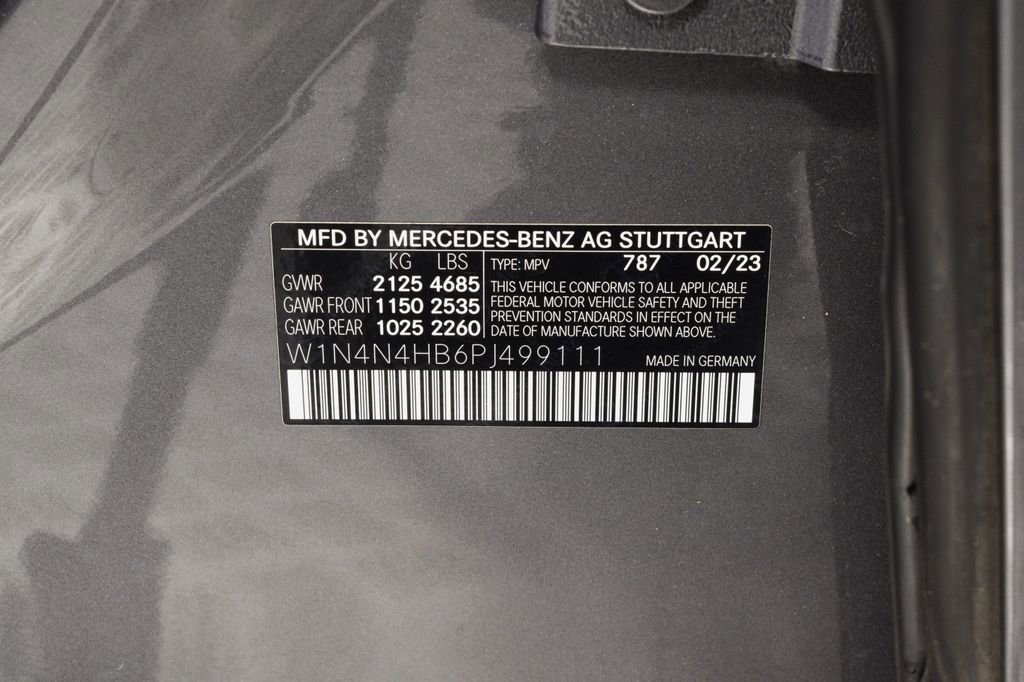 MFD BY MERCEDES-BENZ AG STUTTGART
KG LBS
GVWR 2125 4685
GAWR FRONT 1150 2535
GAWR REAR 1025 2260
TYPE: MPV 787 02/23
THIS VEHICLE CONFORMS TO ALL APPLICABLE
FEDERAL MOTOR VEHICLE SAFETY AND THEFT
PREVENTION STANDARDS IN EFFECT ON THE
DATE OF MANUFACTURE SHOWN ABOVE.
W1N4N4HB6PJ499111 MADE IN GERMANY